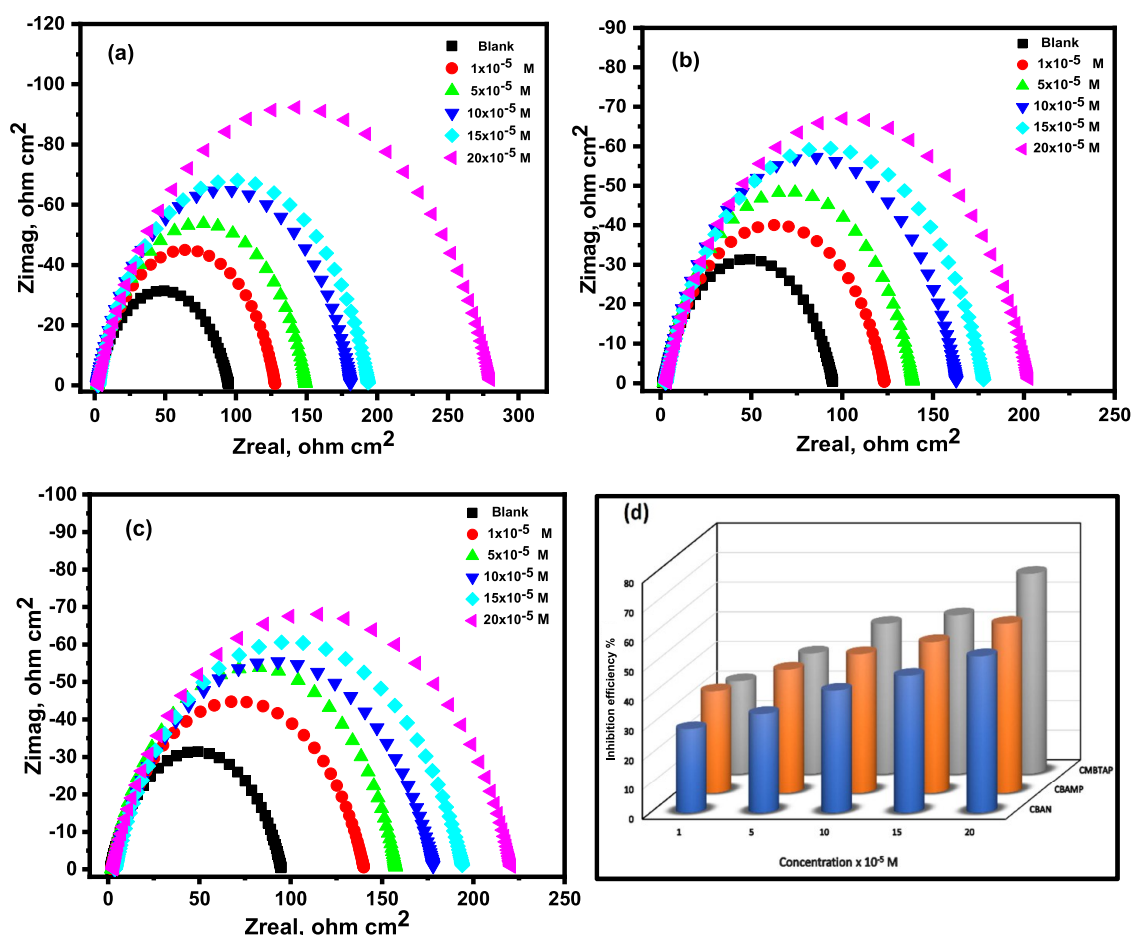 (a)
Blank
1x10-5 M
5x10-5 M
10x10-5 M
15x10-5 M
20x10-5 M
-120
-100
-80
-60
-40
-20
0
0 50 100 150 200 250 300
Zimag, ohm cm2
Zreal, ohm cm2
(b)
Blank
1x10-5 M
5x10-5 M
10x10-5 M
15x10-5 M
20x10-5 M
-90
-80
-70
-60
-50
-40
-30
-20
-10
0
0 50 100 150 200 250
Zimag, ohm cm2
Zreal, ohm cm2
(c)
Blank
1x10-5 M
5x10-5 M
10x10-5 M
15x10-5 M
20x10-5 M
-100
-90
-80
-70
-60
-50
-40
-30
-20
-10
0
0 50 100 150 200 250
Zimag, ohm cm2
Zreal, ohm cm2
(d)
80
70
60
50
40
30
20
10
0
Inhibition efficiency %
1 5 10 15 20
CMBTAP
CBAMP
CBAN
Concentration x 10-5 M